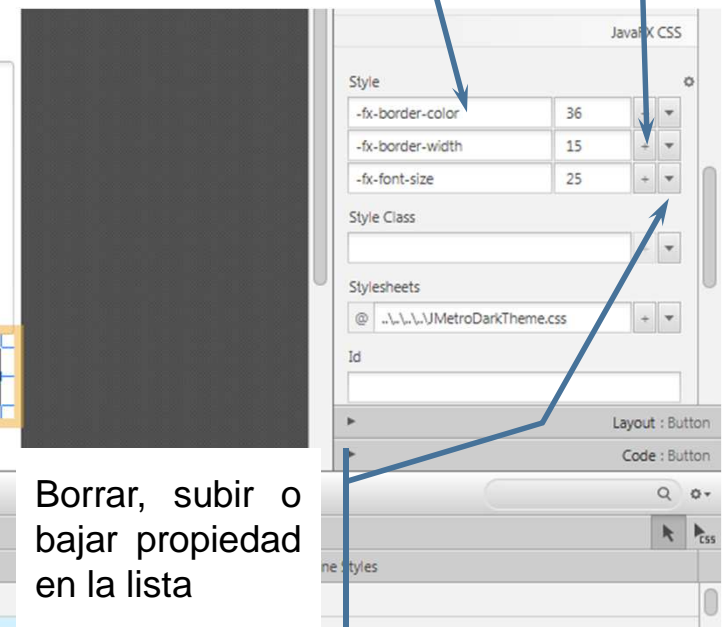 JavaFX CSS
Style
-fx-border-color 36 + 
-fx-border-width 15 +
-fx-font-size 25 +
Style Class
+
Stylesheets
@ ..\..\..\..\JMetroDarkTheme.css +
Id
Layout : Button
Code : Button
Borrar, subir o
bajar propiedad
en la lista
css
Styles